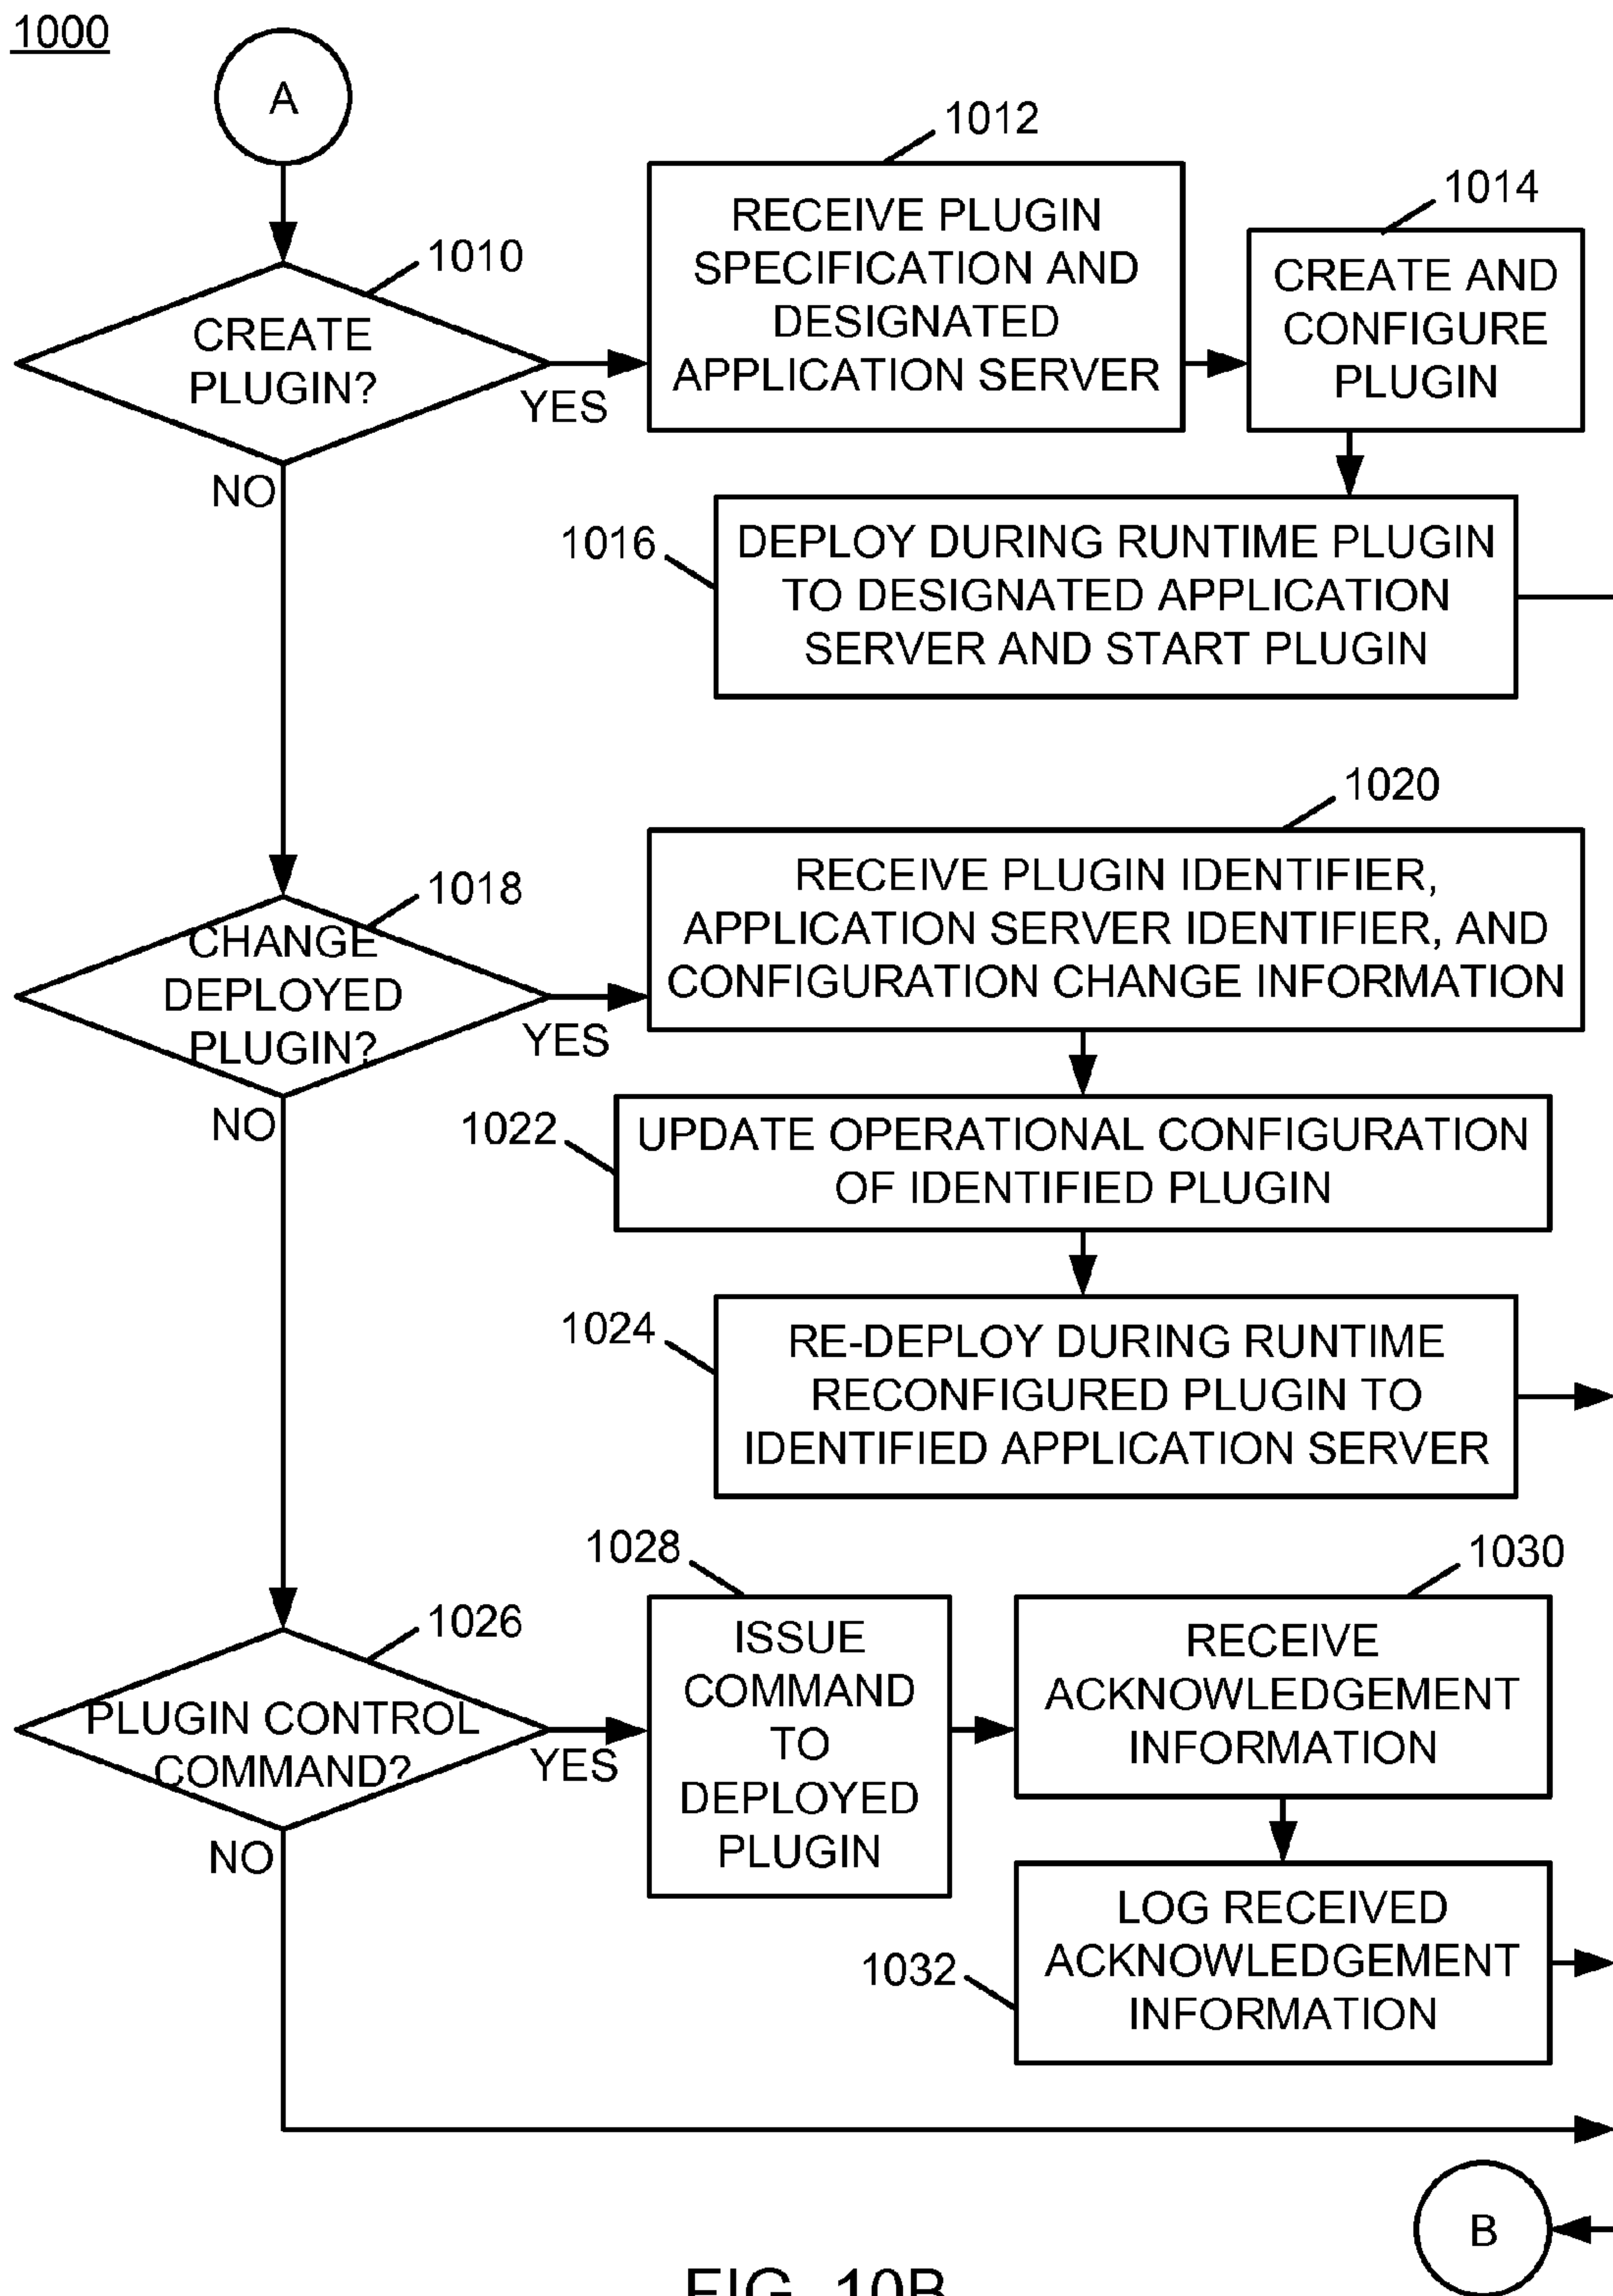 1000
A
1012
RECEIVE PLUGIN
SPECIFICATION AND
DESIGNATED
APPLICATION SERVER
1014
CREATE AND
CONFIGURE
PLUGIN
1010
CREATE
PLUGIN?
YES
NO
1016
DEPLOY DURING RUNTIME PLUGIN
TO DESIGNATED APPLICATION
SERVER AND START PLUGIN
1020
RECEIVE PLUGIN IDENTIFIER,
APPLICATION SERVER IDENTIFIER, AND
CONFIGURATION CHANGE INFORMATION
1018
CHANGE
DEPLOYED
PLUGIN?
YES
NO
1022
UPDATE OPERATIONAL CONFIGURATION
OF IDENTIFIED PLUGIN
1024
RE-DEPLOY DURING RUNTIME
RECONFIGURED PLUGIN TO
IDENTIFIED APPLICATION SERVER
1026
PLUGIN CONTROL
COMMAND?
YES
NO
1028
ISSUE
COMMAND
TO
DEPLOYED
PLUGIN
1030
RECEIVE
ACKNOWLEDGEMENT
INFORMATION
1032
LOG RECEIVED
ACKNOWLEDGEMENT
INFORMATION
B
FIG. 10B